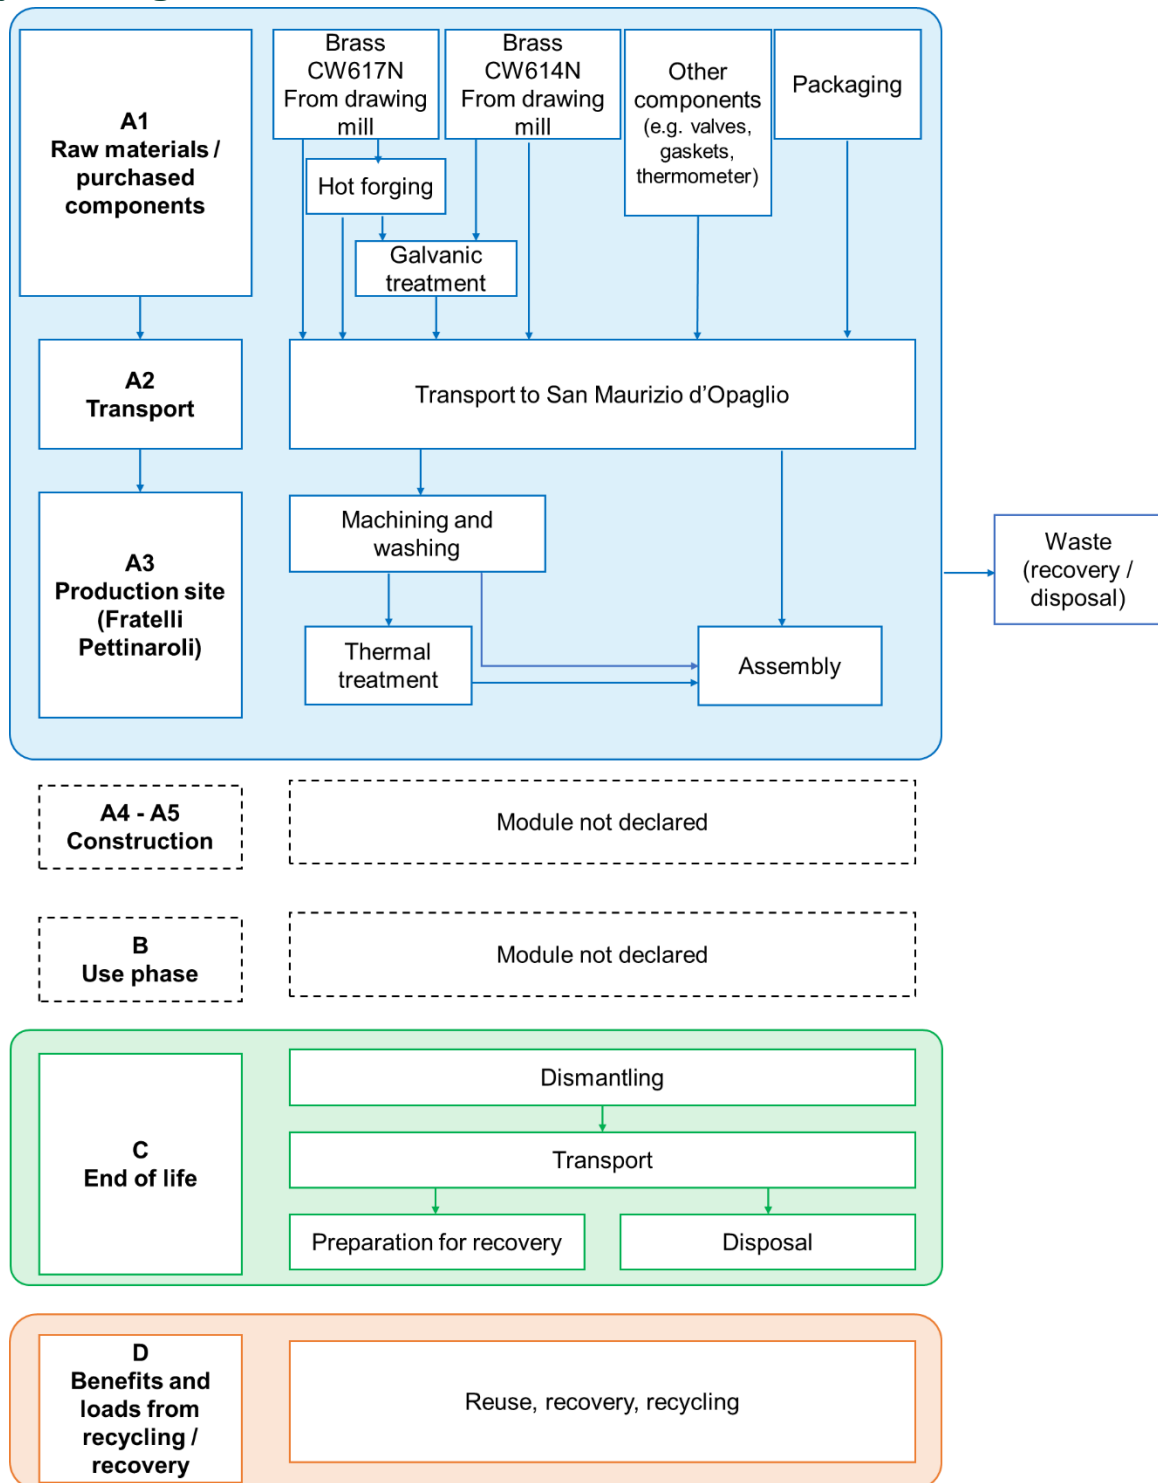 A1
Raw materials /
purchased
components
Brass
CW617N
From drawing
mill
Brass
CW614N
From drawing
mill
Other
components
(e.g. valves,
gaskets,
thermometer)
Packaging
Hot forging
Galvanic
treatment
A2
Transport
Transport to San Maurizio d’Opaglio
A3
Production site
(Fratelli
Pettinaroli)
Machining and
washing
Thermal
treatment
Assembly
Waste
(recovery /
disposal)
A4 - A5
Construction
Module not declared
B
Use phase
Module not declared
C
End of life
Dismantling
Transport
Preparation for recovery
Disposal
D
Benefits and
loads from
recycling /
recovery
Reuse, recovery, recycling